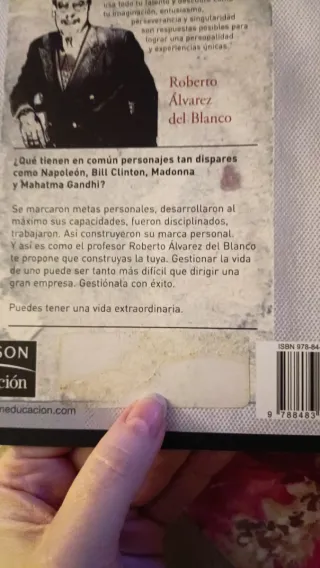 usa todo tu talento y descubre cómo
tu imaginación, entusiasmo,
perseverancia y singularidad
son respuestas posibles para
lograr una personalidad
y experiencias únicas."
Roberto
Álvarez
del Blanco
¿Qué tienen en común personajes tan dispares
como Napoleón, Bill Clinton, Madonna
y Mahatma Gandhi?
Se marcaron metas personales, desarrollaron al
máximo sus capacidades, fueron disciplinados,
trabajaron. Así construyeron su marca personal.
Y así es como el profesor Roberto Álvarez del Blanco
te propone que construyas la tuya. Gestionar la vida
de uno puede ser tanto más difícil que dirigir una
gran empresa. Gestiónala con éxito.
Puedes tener una vida extraordinaria.
SON
ción
neducacion.com
ISBN 978-84-
9 788483